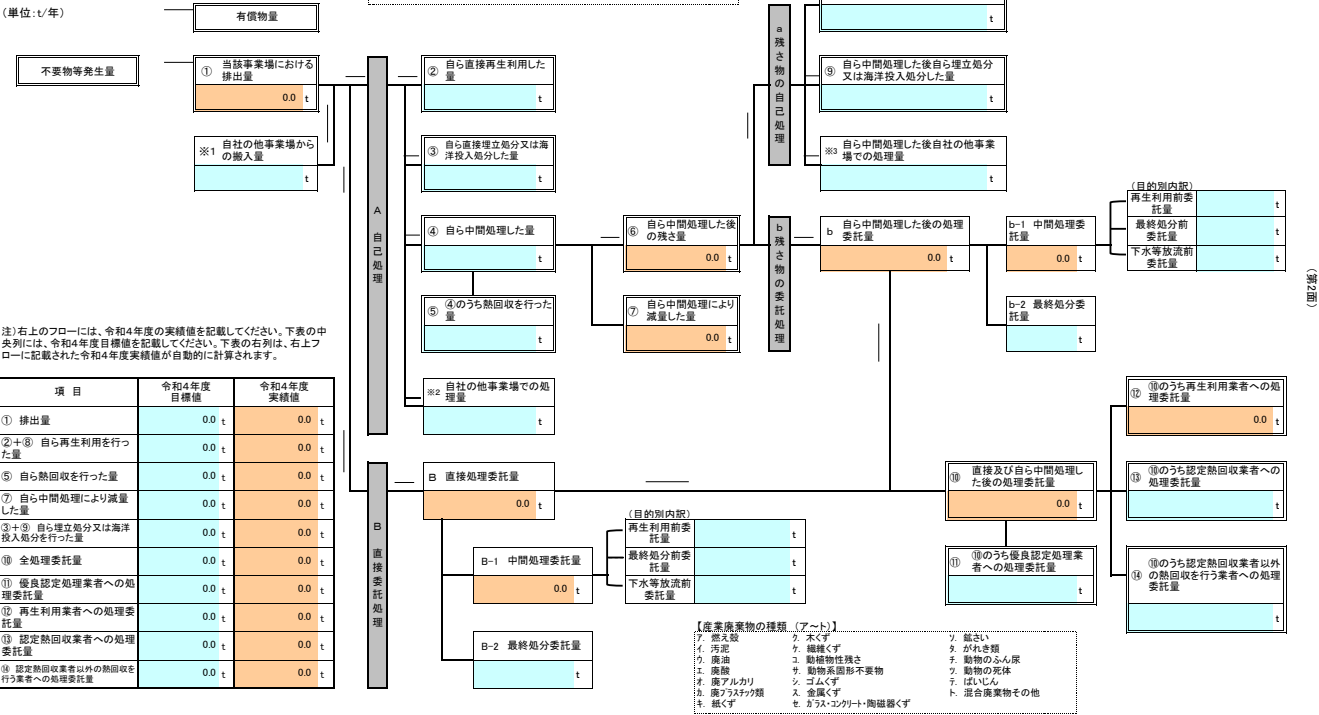 （単位：t/年）
有償物量
t
不要物等発生量
① 当該事業場における
排出量
0.0 t
※1 自社の他事業場から
の搬入量
t
A 自己処理
② 自ら直接再生利用した
量
t
③ 自ら直接埋立処分又は海
洋投入処分した量
t
④ 自ら中間処理した量
t
⑤ ④のうち熱回収を行った
量
t
※2 自社の他事業場での処
理量
t
⑥ 自ら中間処理した後
の残さ量
0.0 t
⑦ 自ら中間処理により
減量した量
0.0 t
a 残さ物の自己処理
⑨ 自ら中間処理した後自ら埋立処分
又は海洋投入処分した量
t
※3 自ら中間処理した後自社の他事業
場での処理量
t
b 残さ物の委託処理
b 自ら中間処理した後の処理
委託量
0.0 t
b-1 中間処理委
託量
0.0 t
b-2 最終処分委
託量
t
（目的別内訳）
再生利用前委
託量
t
最終処分前
委託量
t
下水等放流前
委託量
t
（第2面）
注）右上のフローには、令和４年度の実績値を記載してください。下表の中
央列には、令和４年度目標値を記載してください。下表の右列は、右上フ
ローに記載された令和４年度実績値が自動的に計算されます。
項 目 令和４年度
目標値 令和４年度
実績値
① 排出量 0.0 t 0.0 t
②＋⑧ 自ら再生利用を行っ
た量 0.0 t 0.0 t
⑤ 自ら熱回収を行った量 0.0 t 0.0 t
⑦ 自ら中間処理により減量
した量 0.0 t 0.0 t
③＋⑨ 自ら埋立処分又は海洋
投入処分を行った量 0.0 t 0.0 t
⑩ 全処理委託量 0.0 t 0.0 t
⑪ 優良認定処理業者への処
理委託量 0.0 t 0.0 t
⑫ 再生利用業者への処理委
託量 0.0 t 0.0 t
⑬ 認定熱回収業者への処理
委託量 0.0 t 0.0 t
⑭ 認定熱回収業者以外の熱回収を
行う業者への処理委託量 0.0 t 0.0 t
B 直接委託処理
B 直接処理委託量
0.0 t
B-1 中間処理委託量
0.0 t
B-2 最終処分委託量
t
（目的別内訳）
再生利用前委
託量
t
最終処分前委
託量
t
下水等放流前
委託量
t
⑩ 直接及び自ら中間処理し
た後の処理委託量
0.0 t
⑪ ⑩のうち優良認定処理業
者への処理委託量
t
⑫ ⑩のうち再生利用業者への処
理委託量
0.0 t
⑬ ⑩のうち認定熱回収業者への
処理委託量
t
⑭ ⑩のうち認定熱回収業者以外
の熱回収を行う業者への処理
委託量
t
【産業廃棄物の種類 （ア～ト）】
ア. 燃え殻 ク. 木くず ソ. 鉱さい
イ. 汚泥 ケ. 繊維くず タ. がれき類
ウ. 廃油 コ. 動植物性残さ チ. 動物のふん尿
エ. 廃酸 サ. 動物系固形不要物 ツ. 動物の死体
オ. 廃アルカリ シ. ゴムくず テ. ばいじん
カ. 廃プラスチック類 ス. 金属くず ト. 混合廃棄物その他
キ. 紙くず セ. ガラス・コンクリート・陶磁器くず